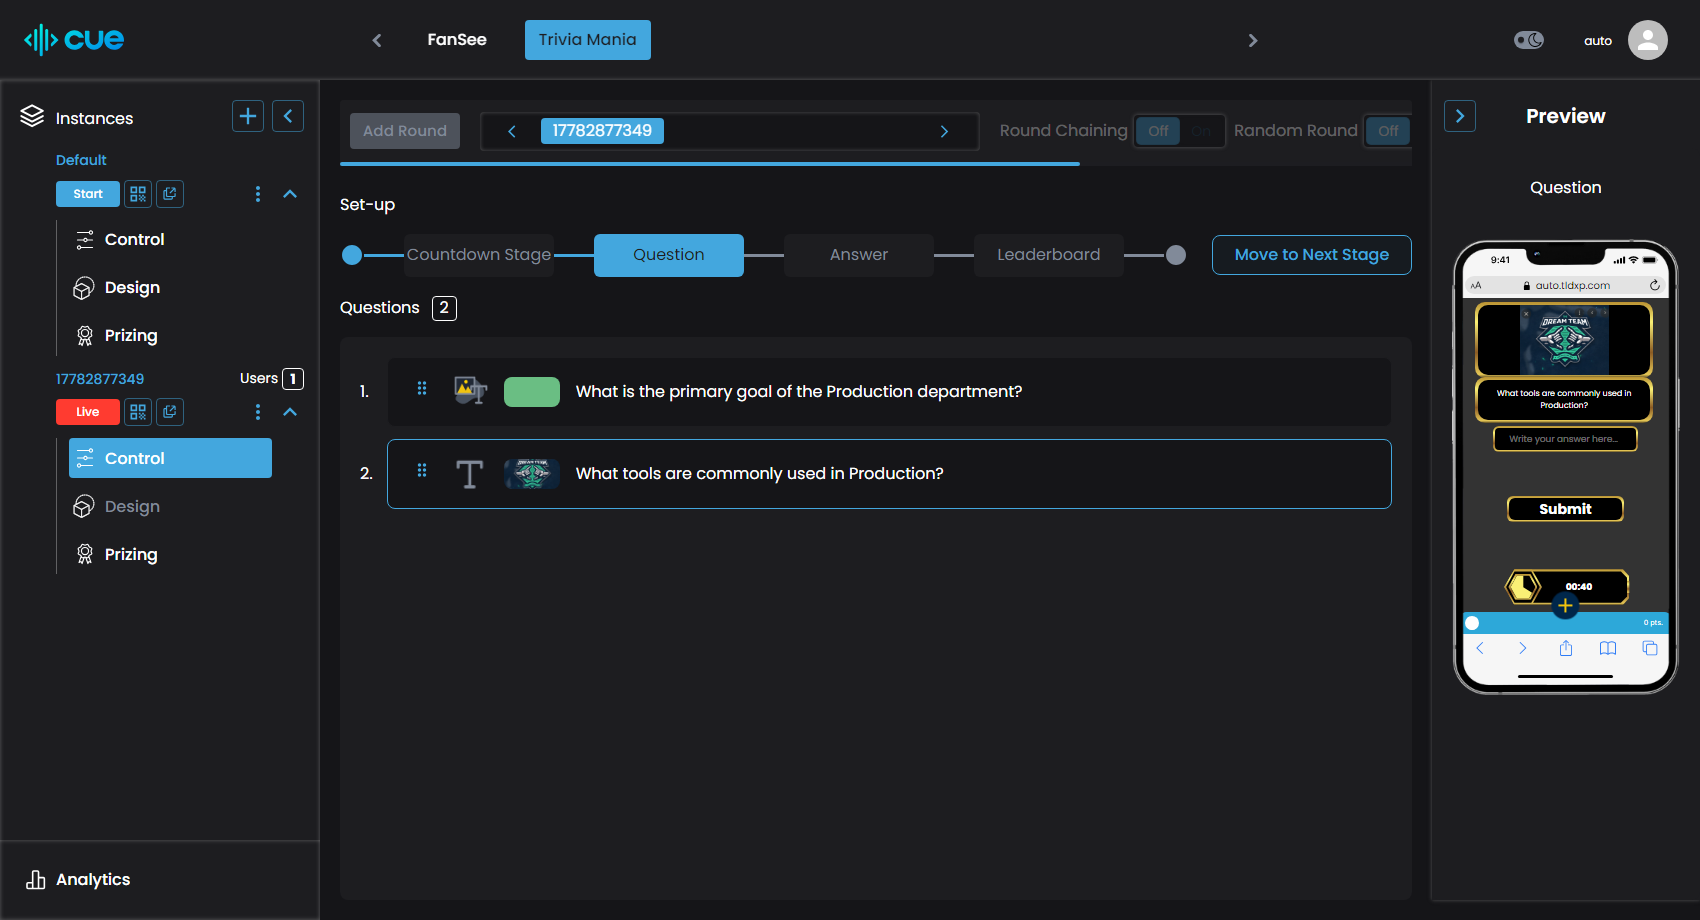 cue
FanSee
Trivia Mania
auto
Instances
Default
Start
Control
Design
Prizing
17782877349
Users 1
Live
Control
Design
Prizing
Analytics
Add Round
17782877349
Round Chaining
Off
On
Random Round
Off
Set-up
Countdown Stage
Question
Answer
Leaderboard
Move to Next Stage
Questions 2
1. What is the primary goal of the Production department?
2. T DREAM TEAM What tools are commonly used in Production?
Preview
Question
9:41
AA auto.tldxp.com
DREAM TEAM
What tools are commonly used in
Production?
Write your answer here...
Submit
00:40
0 pts.